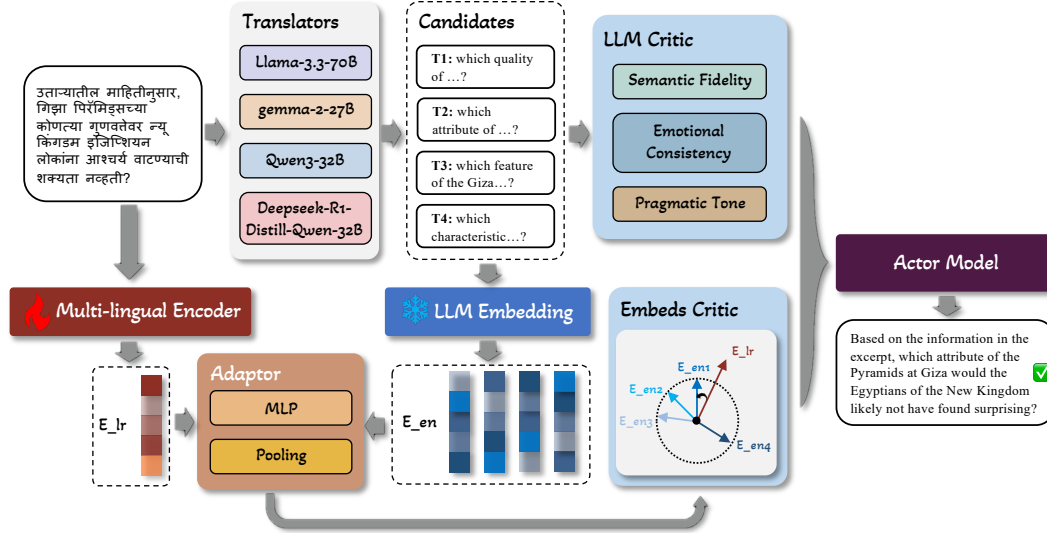 Translators
Llama-3.3-70B
gemma-2-27B
Qwen3-32B
Deepseek-R1-
Distill-Qwen-32B
Candidates
T1: which quality
of ...?
T2: which
attribute of ...?
T3: which feature
of the Giza...?
T4: which
characteristic...?
LLM Critic
Semantic Fidelity
Emotional
Consistency
Pragmatic Tone
उताऱ्यातील माहितीनुसार,
गिझा पिरॅमिड्सच्या
कोणत्या गुणवत्तेवर न्यू
किंगडम इजिप्शियन
लोकांना आश्चर्य वाटण्याची
शक्यता नव्हती?
Multi-lingual Encoder
LLM Embedding
E_lr
Adaptor
MLP
Pooling
E_en
Embeds Critic
E_lr
E_en1
E_en2
E_en3
E_en4
Actor Model
Based on the information in the
excerpt, which attribute of the
Pyramids at Giza would the
Egyptians of the New Kingdom
likely not have found surprising?